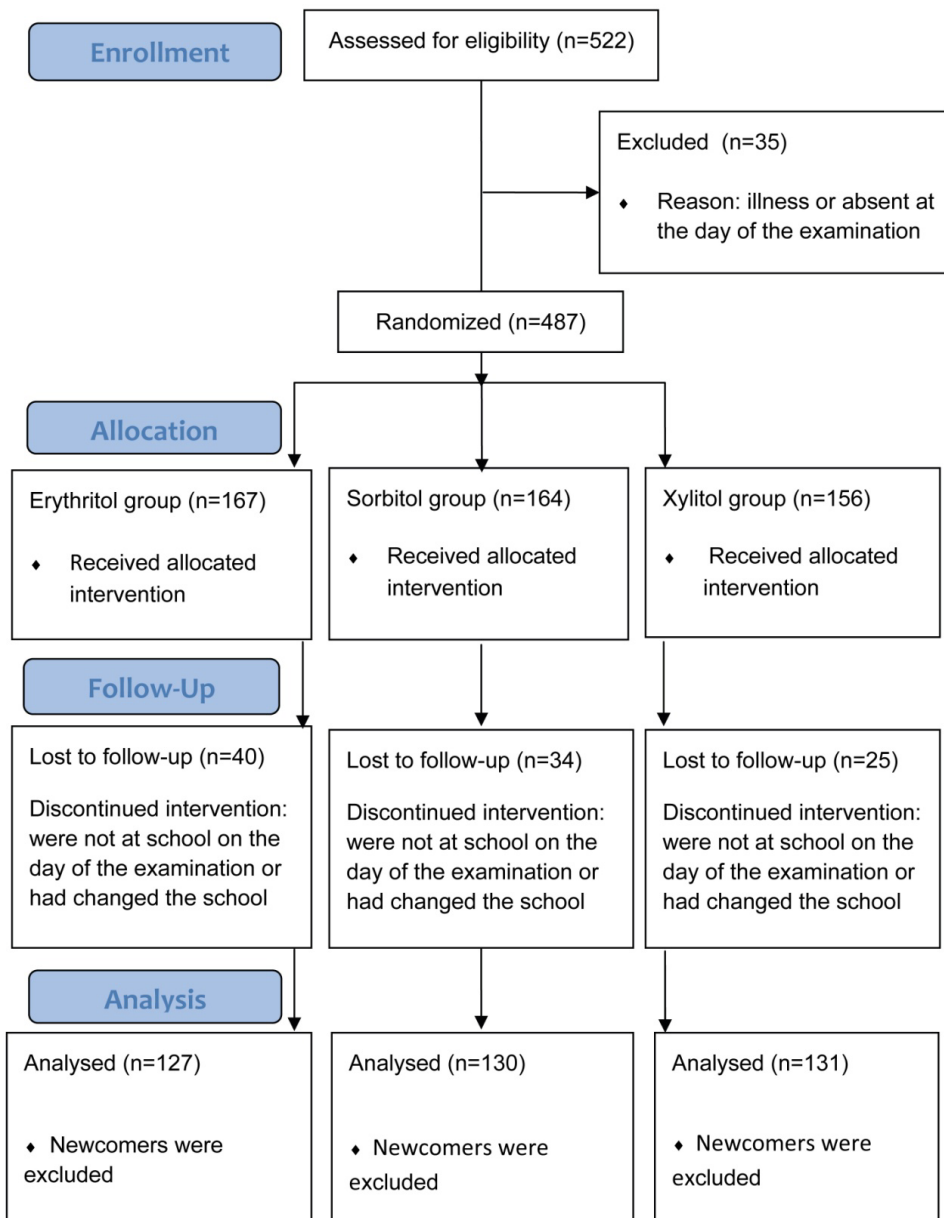 Enrollment
Assessed for eligibility (n=522)
Excluded  (n=35)
♦ Reason: illness or absent at
the day of the examination
Randomized (n=487)
Allocation
Erythritol group (n=167)
♦ Received allocated
intervention
Sorbitol group (n=164)
♦ Received allocated
intervention
Xylitol group (n=156)
♦ Received allocated
intervention
Follow-Up
Lost to follow-up (n=40)
Discontinued intervention:
were not at school on the
day of the examination or
had changed the school
Lost to follow-up (n=34)
Discontinued intervention:
were not at school on the
day of the examination or
had changed the school
Lost to follow-up (n=25)
Discontinued intervention:
were not at school on the
day of the examination or
had changed the school
Analysis
Analysed (n=127)
♦ Newcomers were
excluded
Analysed (n=130)
♦ Newcomers were
excluded
Analysed (n=131)
♦ Newcomers were
excluded